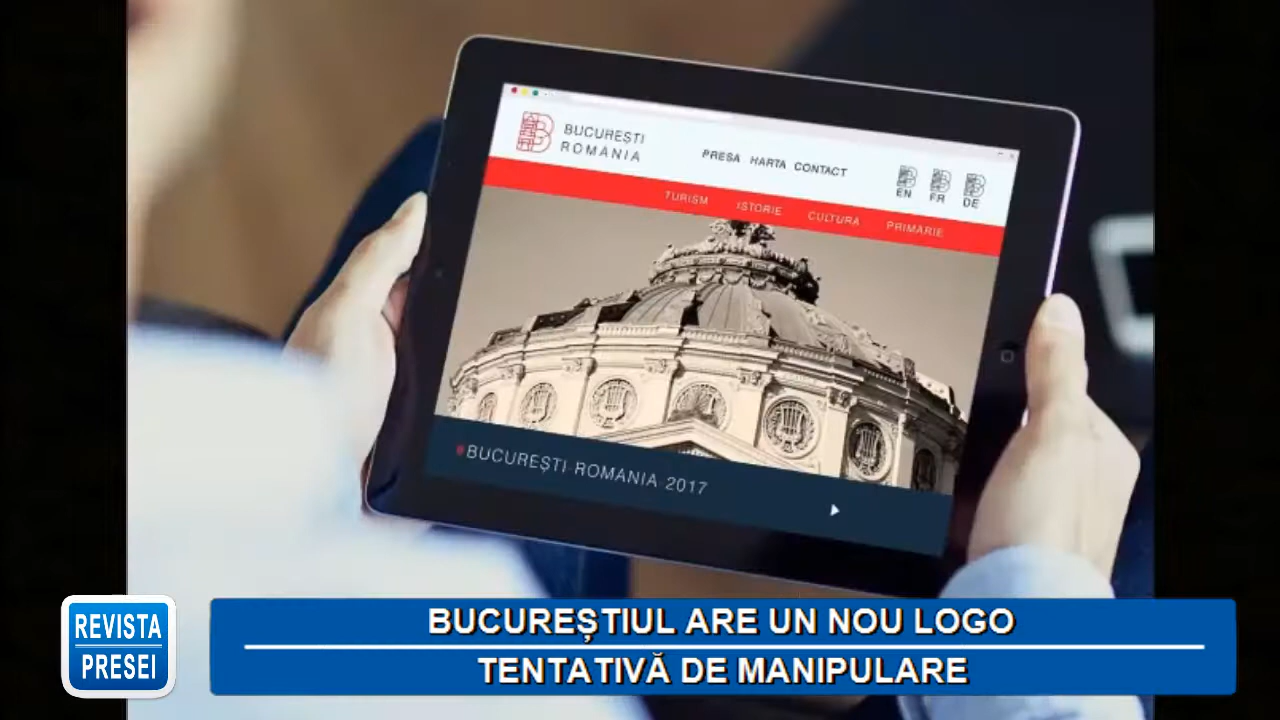 BUCUREȘTI
ROMANIA
PRESA HARTA CONTACT
EN FR DE
TURISM ISTORIE CULTURA PRIMARIE
BUCUREȘTI ROMANIA 2017
REVISTA
PRESEI
BUCUREȘTIUL ARE UN NOU LOGO
TENTATIVĂ DE MANIPULARE